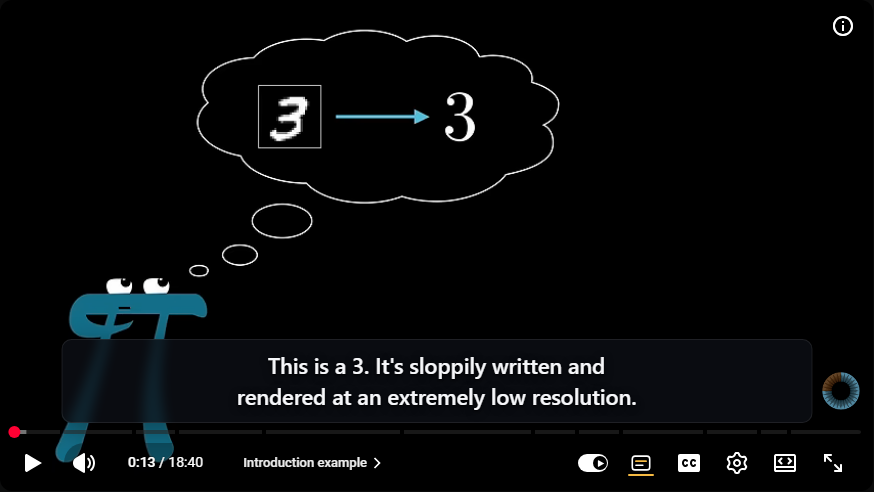 3 3
This is a 3. It's sloppily written and
rendered at an extremely low resolution.
0:13 / 18:40 Introduction example CC